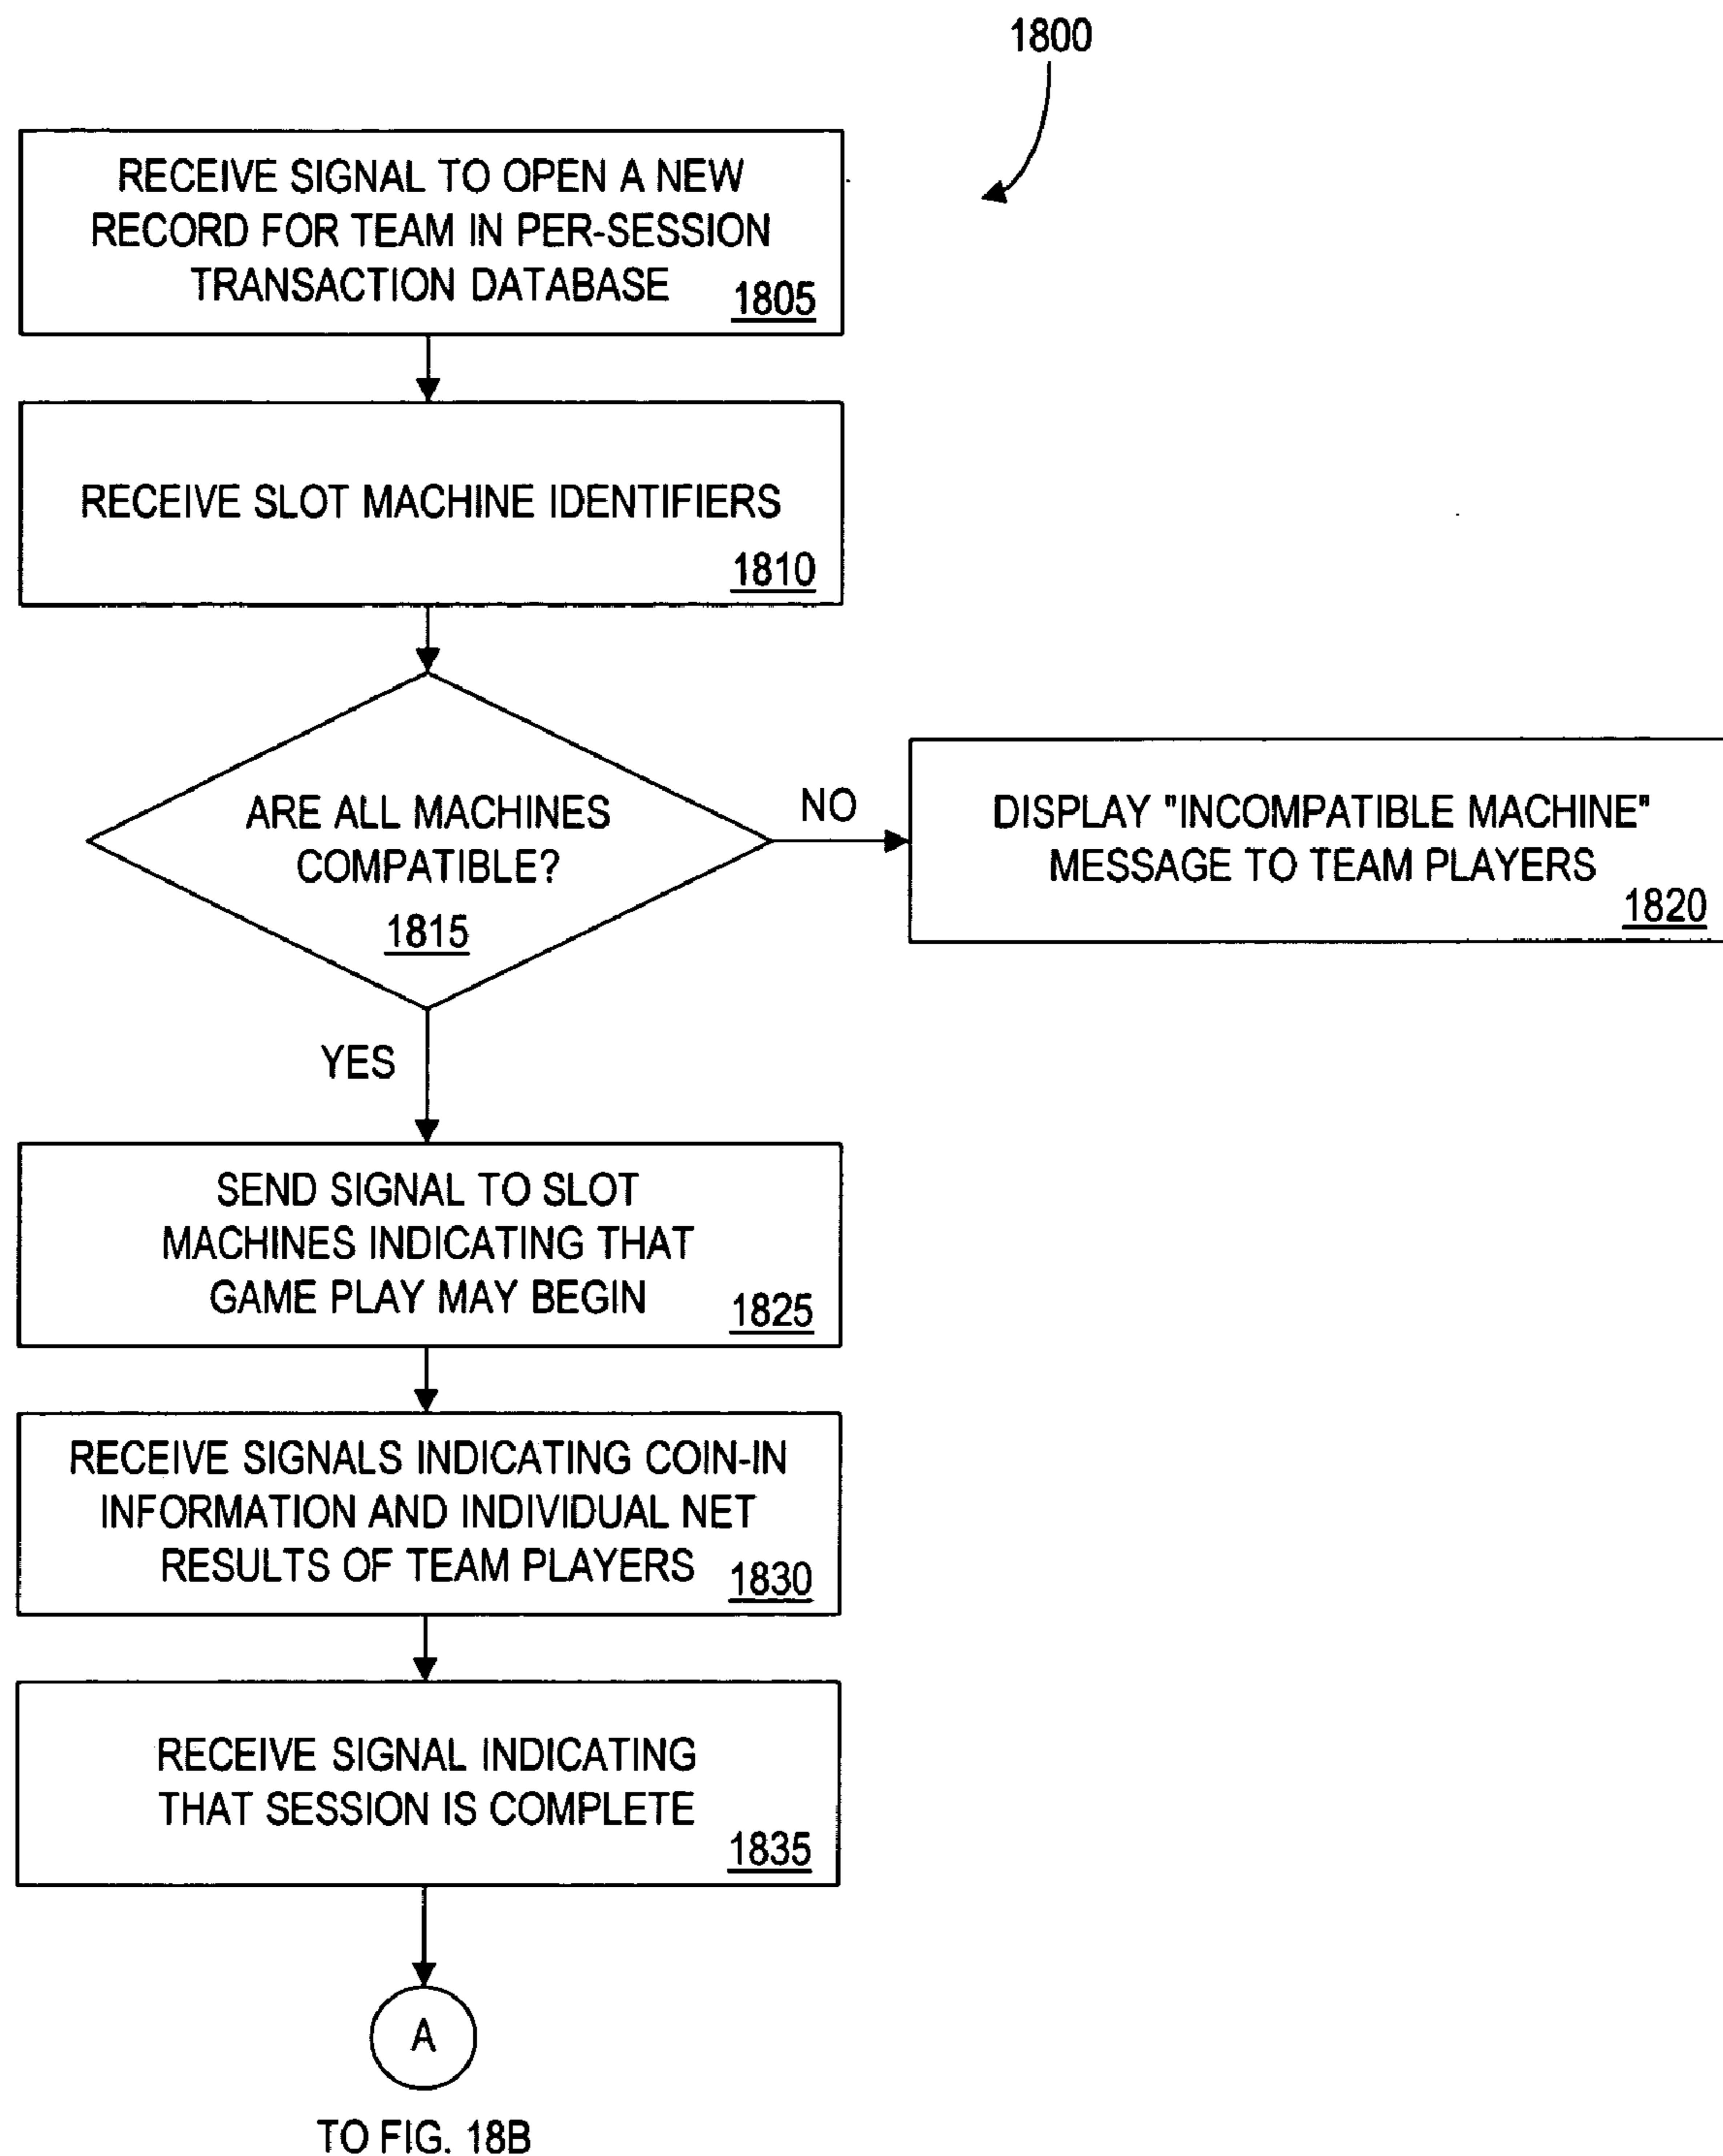 1800
RECEIVE SIGNAL TO OPEN A NEW
RECORD FOR TEAM IN PER-SESSION
TRANSACTION DATABASE
1805
RECEIVE SLOT MACHINE IDENTIFIERS
1810
ARE ALL MACHINES
COMPATIBLE?
1815
NO
DISPLAY "INCOMPATIBLE MACHINE"
MESSAGE TO TEAM PLAYERS
1820
YES
SEND SIGNAL TO SLOT
MACHINES INDICATING THAT
GAME PLAY MAY BEGIN
1825
RECEIVE SIGNALS INDICATING COIN-IN
INFORMATION AND INDIVIDUAL NET
RESULTS OF TEAM PLAYERS
1830
RECEIVE SIGNAL INDICATING
THAT SESSION IS COMPLETE
1835
A
TO FIG. 18B